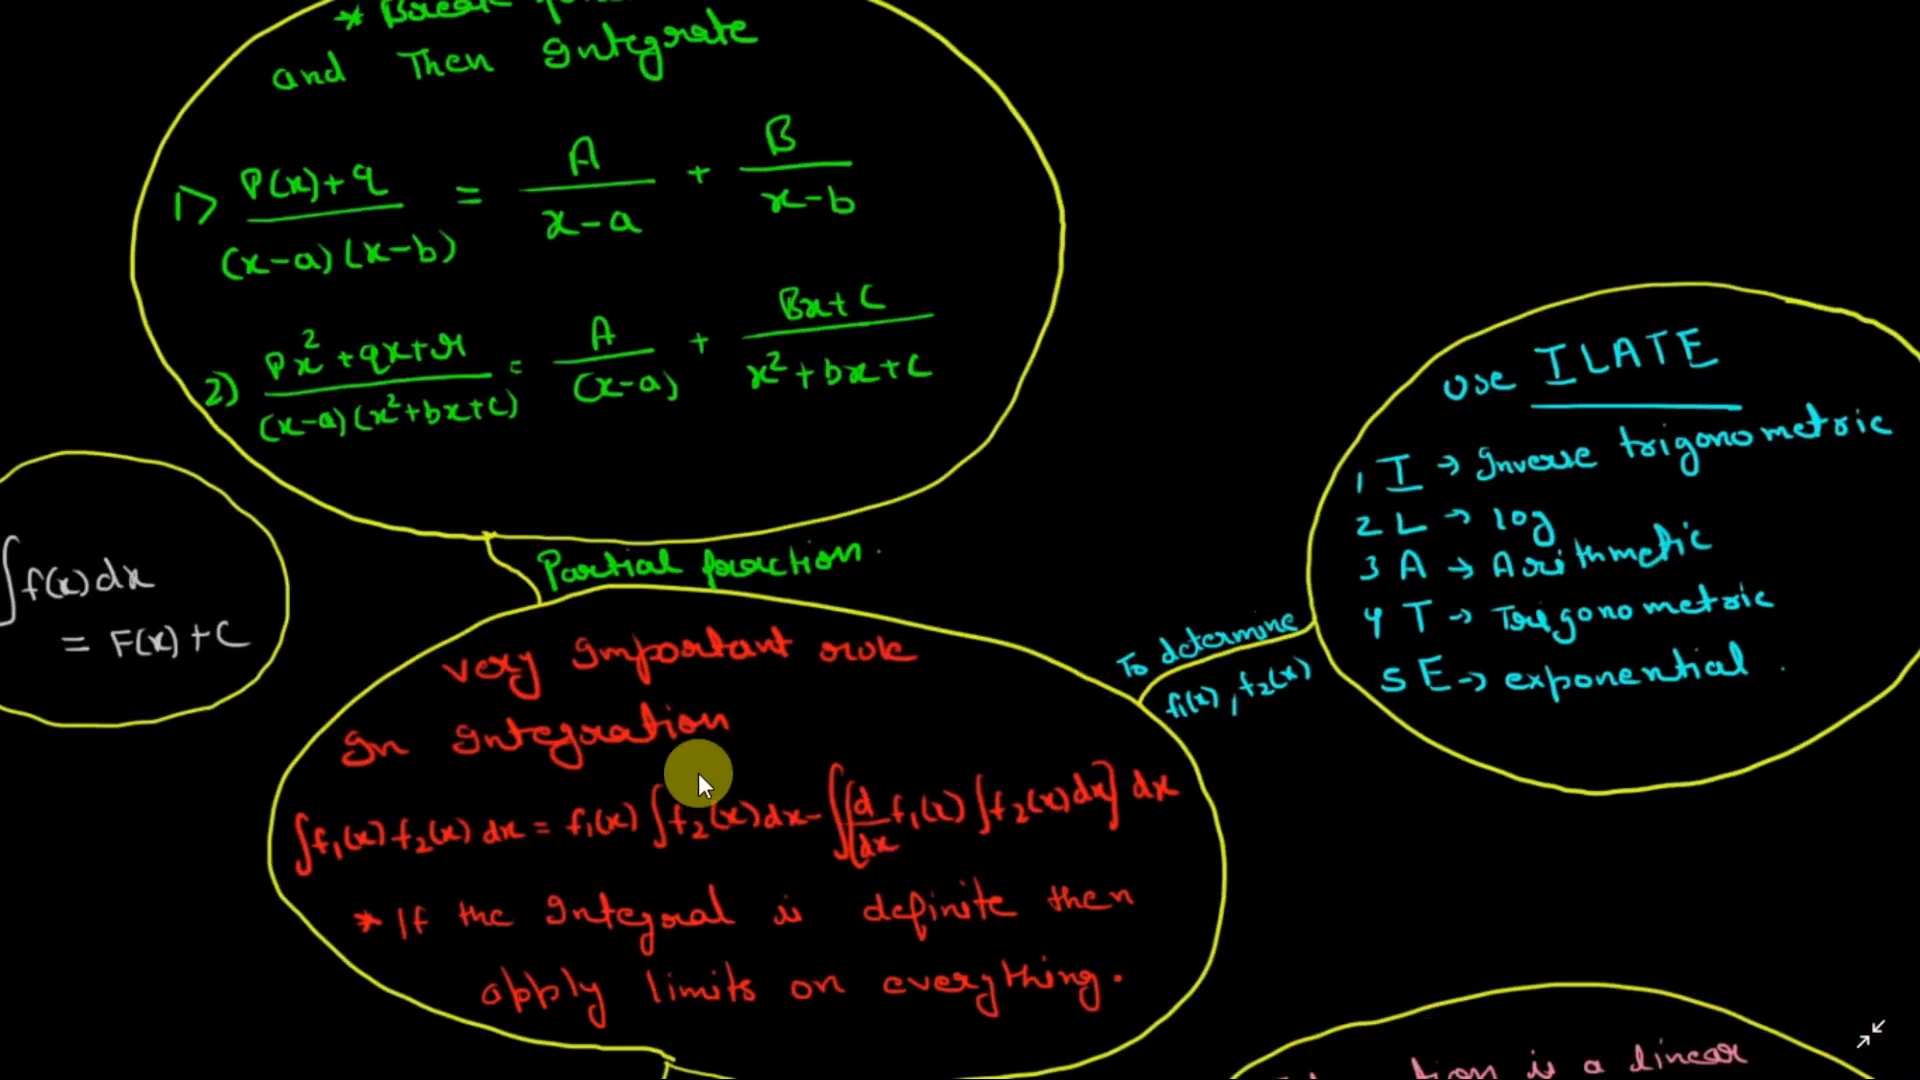 * Break
and Then Integrate
1> P(x)+q / (x-a)(x-b) = A / x-a + B / x-b
2) Px²+qx+r / (x-a)(x²+bx+c) = A / (x-a) + Bx+C / x²+bx+c
Partial fraction.
∫f(x)dx
= F(x)+C
very Important rule
In Integration
∫f₁(x)f₂(x) dx = f₁(x) ∫f₂(x)dx - ∫[d/dx f₁(x) ∫f₂(x)dx] dx
* If the Integral is definite then
apply limits on everything.
To determine
f₁(x), f₂(x)
Use ILATE
1 I → Inverse trigonometric
2 L → log
3 A → Arithmetic
4 T → Trigonometric
5 E → exponential.
is a linear